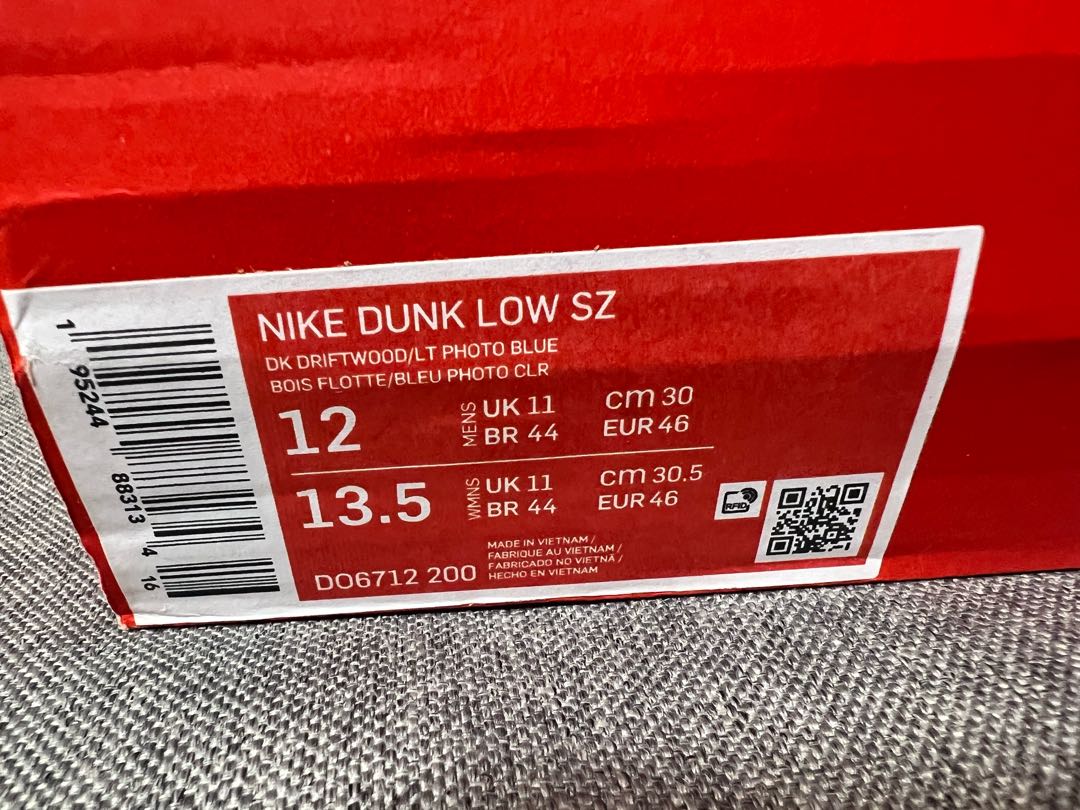 NIKE DUNK LOW SZ
DK DRIFTWOOD/LT PHOTO BLUE
BOIS FLOTTE/BLEU PHOTO CLR
12 MENS UK 11 cm 30
BR 44 EUR 46
13.5 WMNS UK 11 cm 30.5
BR 44 EUR 46
RFID
DO6712 200
MADE IN VIETNAM /
FABRIQUE AU VIETNAM /
FABRICADO NO VIETNÃ /
HECHO EN VIETNAM
1 95244 88313 4 16